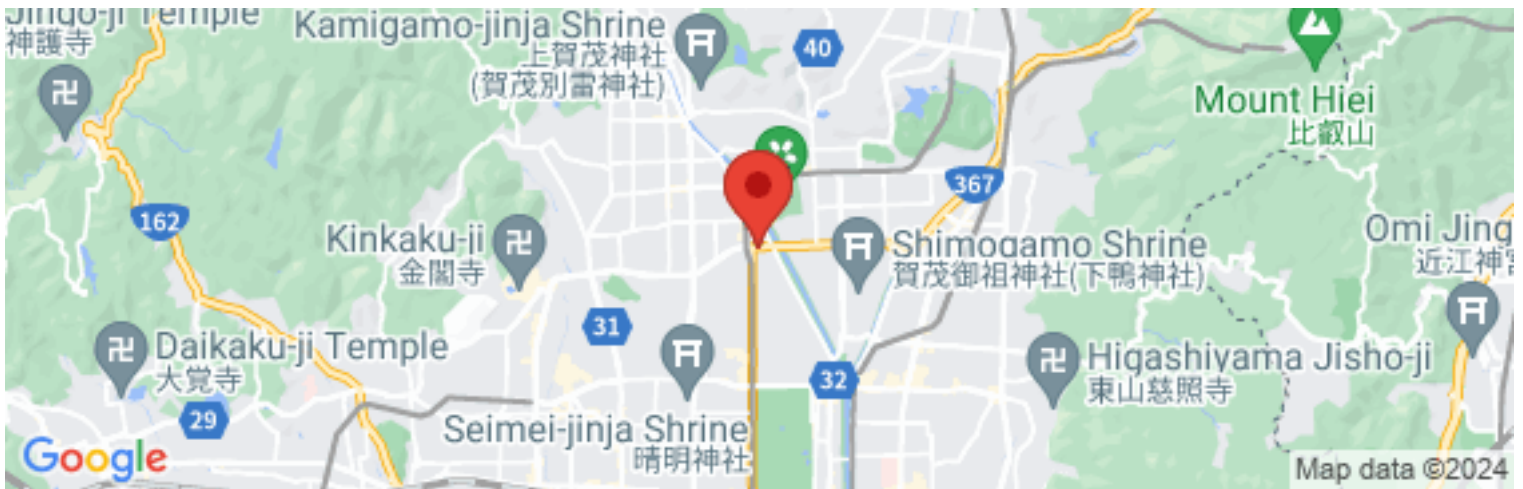 Jingo-ji Temple
神護寺
Kamigamo-jinja Shrine
上賀茂神社
(賀茂別雷神社)
40
Mount Hiei
比叡山
367
162
Kinkaku-ji
金閣寺
Shimogamo Shrine
賀茂御祖神社(下鴨神社)
Omi Jing
近江神宮
31
Daikaku-ji Temple
大覚寺
32
Higashiyama Jisho-ji
東山慈照寺
29
Seimei-jinja Shrine
晴明神社
Google
Map data ©2024